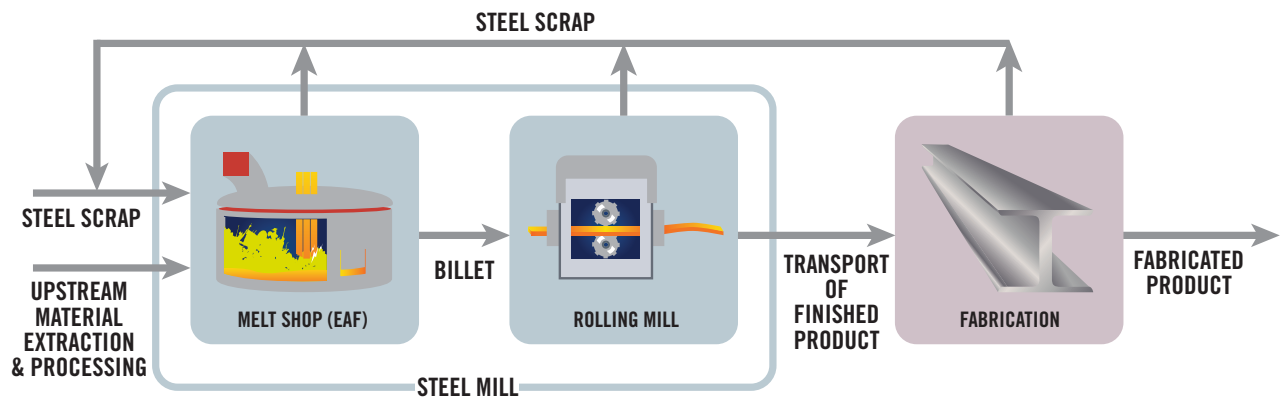 STEEL SCRAP
STEEL SCRAP
UPSTREAM
MATERIAL
EXTRACTION
& PROCESSING
MELT SHOP (EAF)
BILLET
ROLLING MILL
STEEL MILL
TRANSPORT
OF
FINISHED
PRODUCT
FABRICATION
FABRICATED
PRODUCT